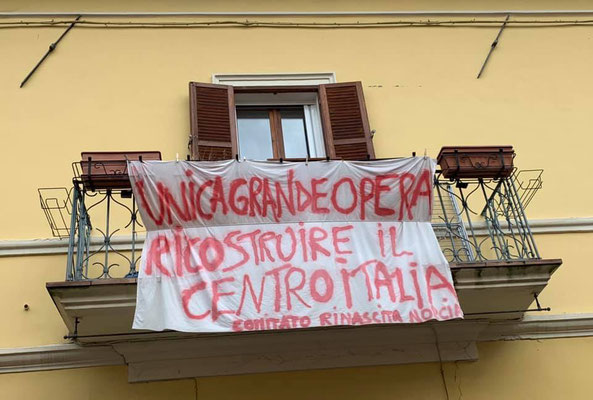 UNICA GRANDE OPERA
RICOSTRUIRE IL
CENTRO ITALIA
COMITATO RINASCITA NORCIA